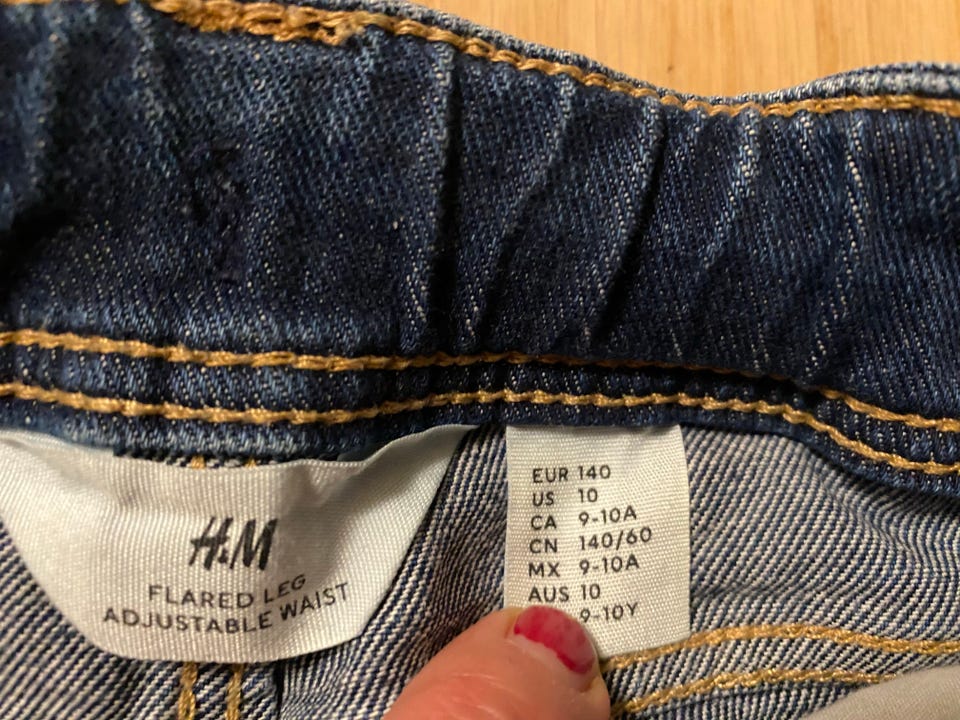 H&M
FLARED LEG
ADJUSTABLE WAIST
EUR 140
US 10
CA 9-10A
CN 140/60
MX 9-10A
AUS 10
9-10Y